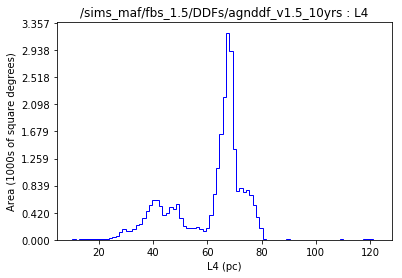 /sims_maf/fbs_1.5/DDFs/agnddf_v1.5_10yrs : L4
3.357
2.938
2.518
2.098
1.679
1.259
0.839
0.420
0.000
Area (1000s of square degrees)
20 40 60 80 100 120
L4 (pc)